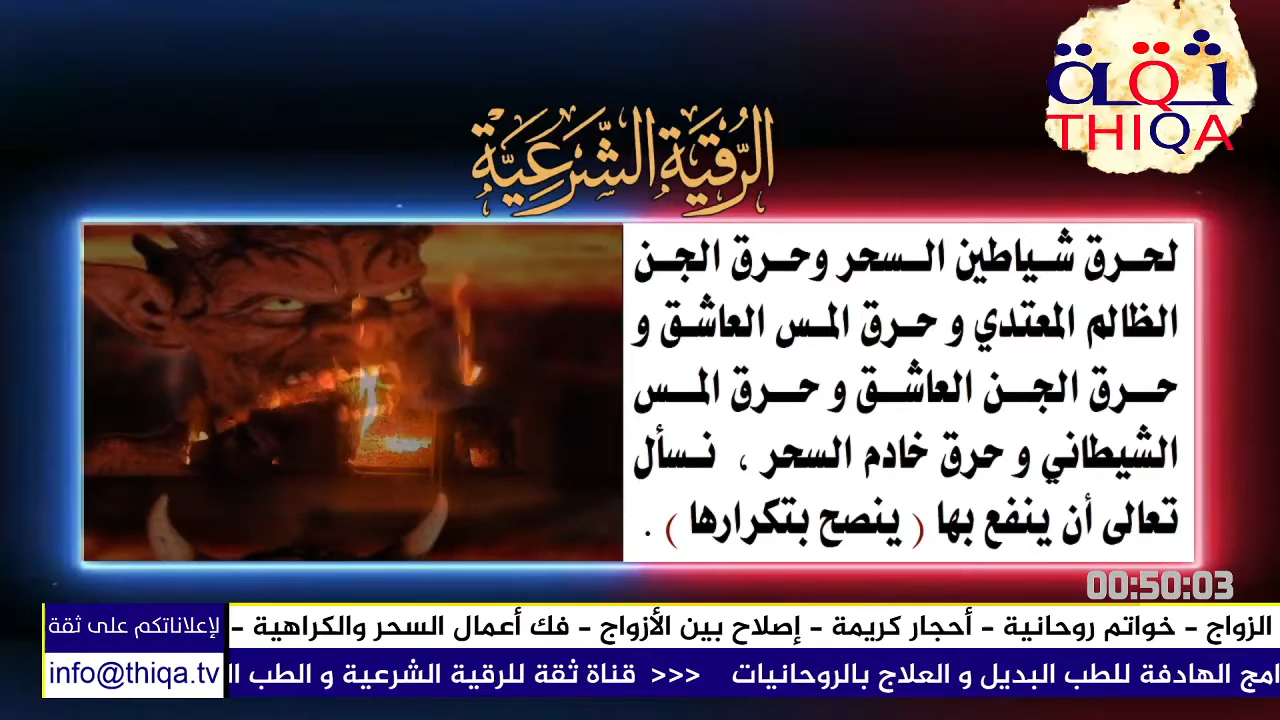 ثقة
THIQA
الرُّقيَة الشَّرعِيَّة
لحرق شياطين السحر وحرق الجن
الظالم المعتدي و حرق المس العاشق و
حرق الجن العاشق و حرق المس
الشيطاني و حرق خادم السحر ، نسأل
تعالى أن ينفع بها ( ينصح بتكرارها ) .
00:50:03
لإعلاناتكم على ثقة
الزواج - خواتم روحانية - أحجار كريمة - إصلاح بين الأزواج - فك أعمال السحر والكراهية -
info@thiqa.tv
الهادفة للطب البديل و العلاج بالروحانيات >>> قناة ثقة للرقية الشرعية و الطب